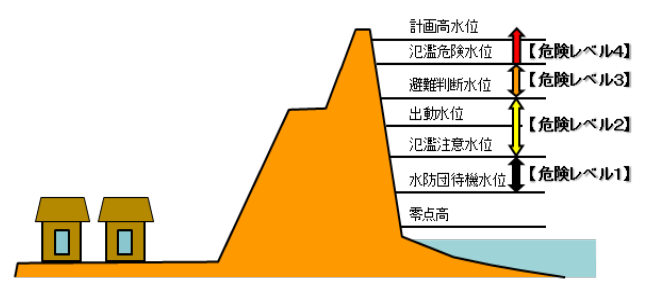 計画高水位
氾濫危険水位 【危険レベル4】
避難判断水位 【危険レベル3】
出動水位
【危険レベル2】
氾濫注意水位
水防団待機水位 【危険レベル1】
零点高